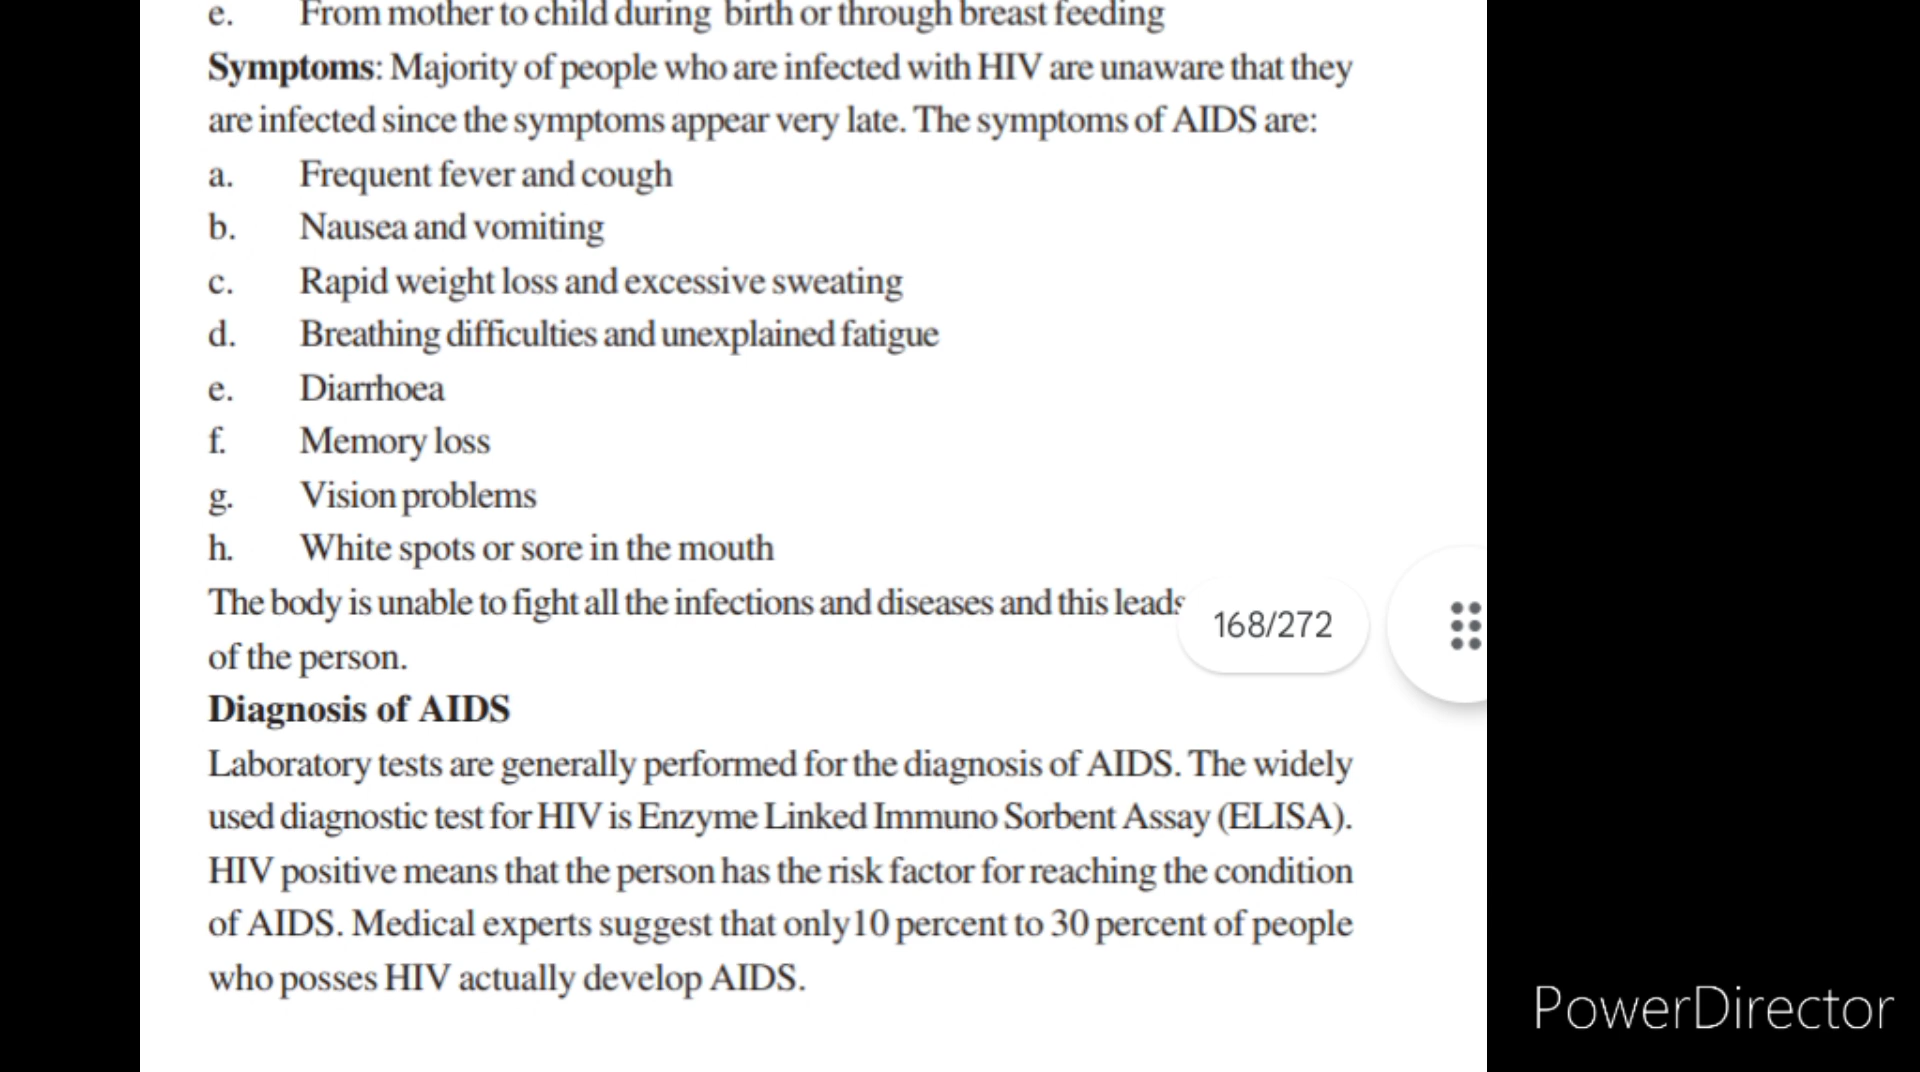 e. From mother to child during birth or through breast feeding
Symptoms: Majority of people who are infected with HIV are unaware that they
are infected since the symptoms appear very late. The symptoms of AIDS are:
a. Frequent fever and cough
b. Nausea and vomiting
c. Rapid weight loss and excessive sweating
d. Breathing difficulties and unexplained fatigue
e. Diarrhoea
f. Memory loss
g. Vision problems
h. White spots or sore in the mouth
The body is unable to fight all the infections and diseases and this leads
168/272
of the person.
Diagnosis of AIDS
Laboratory tests are generally performed for the diagnosis of AIDS. The widely
used diagnostic test for HIV is Enzyme Linked Immuno Sorbent Assay (ELISA).
HIV positive means that the person has the risk factor for reaching the condition
of AIDS. Medical experts suggest that only10 percent to 30 percent of people
who posses HIV actually develop AIDS.
PowerDirector